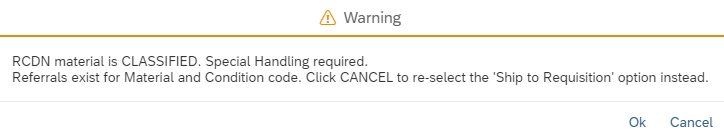 Warning
RCDN material is CLASSIFIED. Special Handling required.
Referrals exist for Material and Condition code. Click CANCEL to re-select the 'Ship to Requisition' option instead.
Ok Cancel